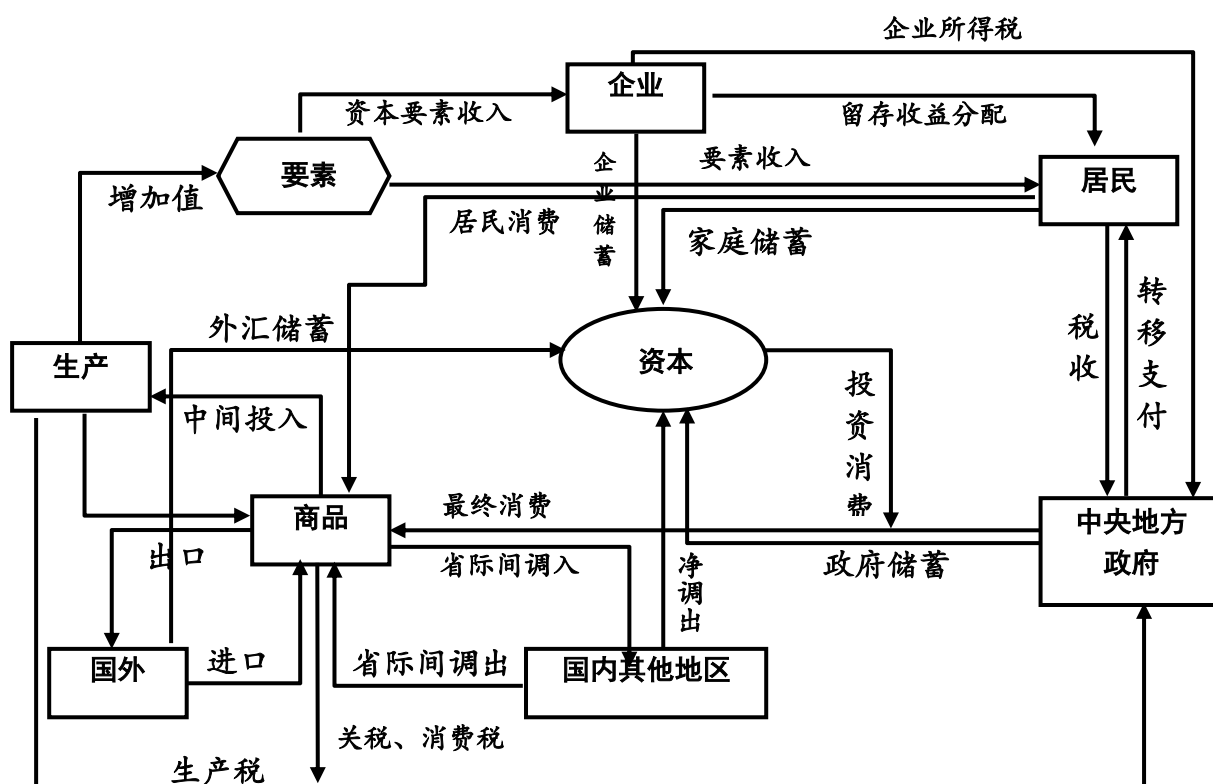 企业所得税
企业
资本要素收入
留存收益分配
要素
企业储蓄
要素收入
居民
增加值
居民消费
家庭储蓄
外汇储蓄
转移支付
税收
生产
资本
投资消费
中间投入
商品
最终消费
中央地方
政府
出口
省际间调入
净调出
政府储蓄
国外
进口
省际间调出
国内其他地区
关税、消费税
生产税